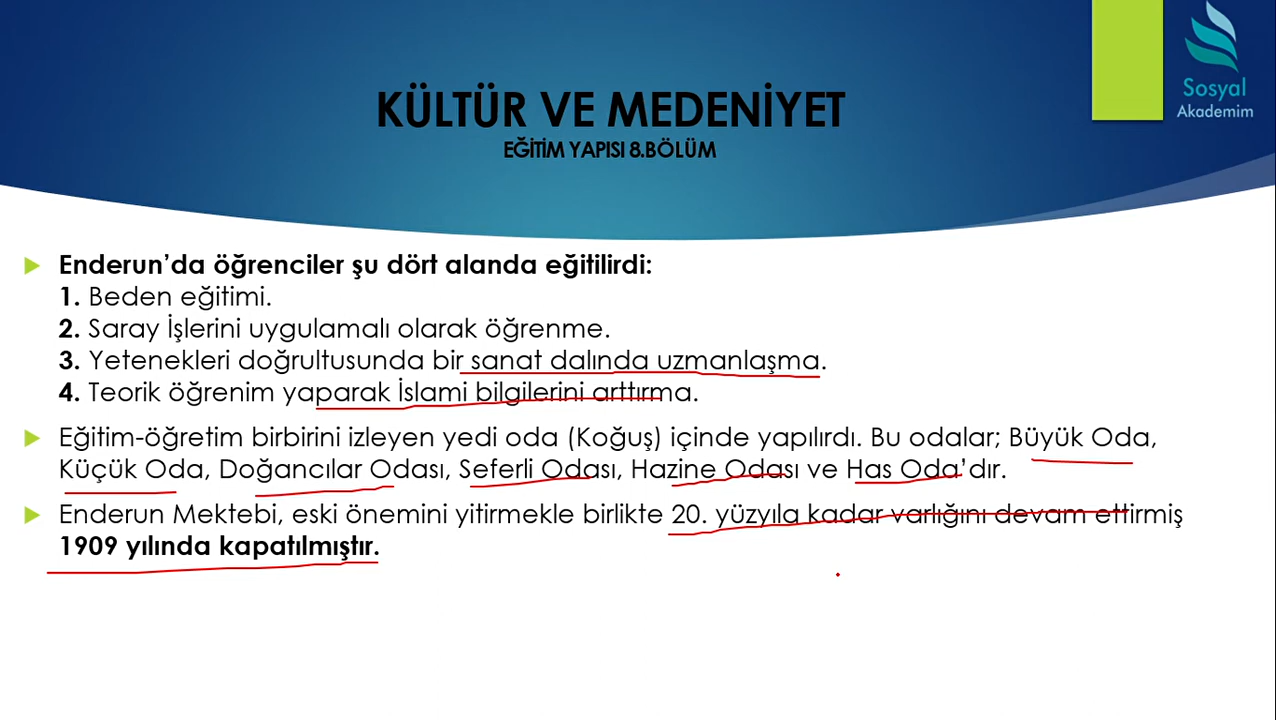 Sosyal
Akademim
KÜLTÜR VE MEDENİYET
EĞİTİM YAPISI 8.BÖLÜM
Enderun’da öğrenciler şu dört alanda eğitilirdi:
1. Beden eğitimi.
2. Saray İşlerini uygulamalı olarak öğrenme.
3. Yetenekleri doğrultusunda bir sanat dalında uzmanlaşma.
4. Teorik öğrenim yaparak İslami bilgilerini arttırma.
Eğitim-öğretim birbirini izleyen yedi oda (Koğuş) içinde yapılırdı. Bu odalar; Büyük Oda,
Küçük Oda, Doğancılar Odası, Seferli Odası, Hazine Odası ve Has Oda’dır.
Enderun Mektebi, eski önemini yitirmekle birlikte 20. yüzyıla kadar varlığını devam ettirmiş
1909 yılında kapatılmıştır.